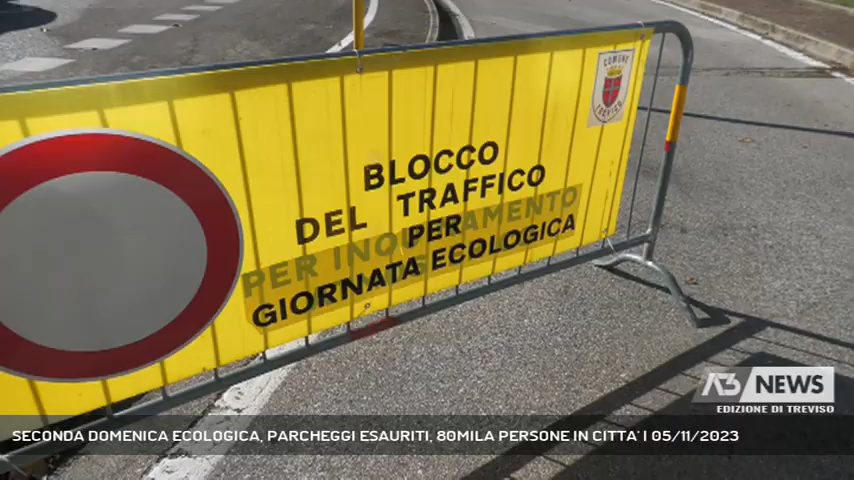 COMUNE
TREVISO
BLOCCO
DEL TRAFFICO
PER
PER INQUINAMENTO
GIORNATA ECOLOGICA
A3 NEWS
EDIZIONE DI TREVISO
SECONDA DOMENICA ECOLOGICA, PARCHEGGI ESAURITI, 80MILA PERSONE IN CITTA' | 05/11/2023